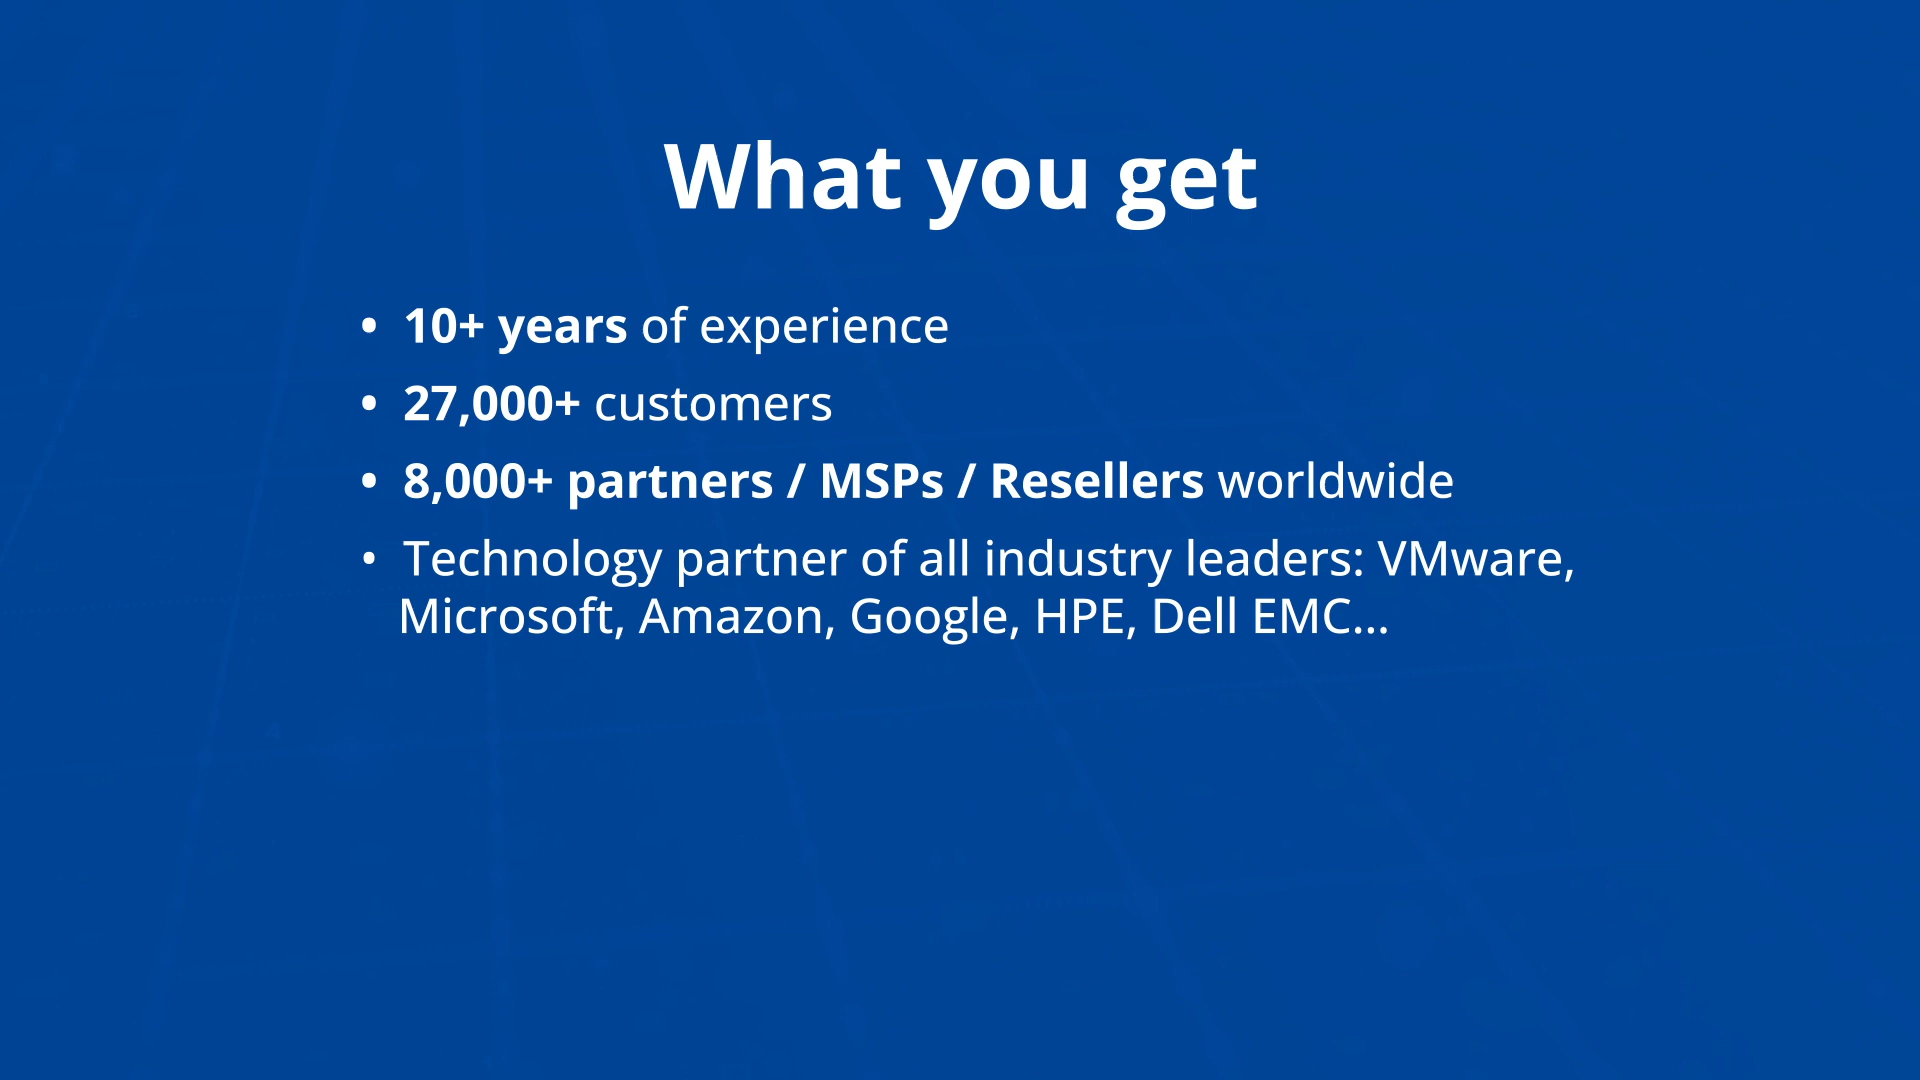 What you get
• 10+ years of experience
• 27,000+ customers
• 8,000+ partners / MSPs / Resellers worldwide
• Technology partner of all industry leaders: VMware,
Microsoft, Amazon, Google, HPE, Dell EMC...